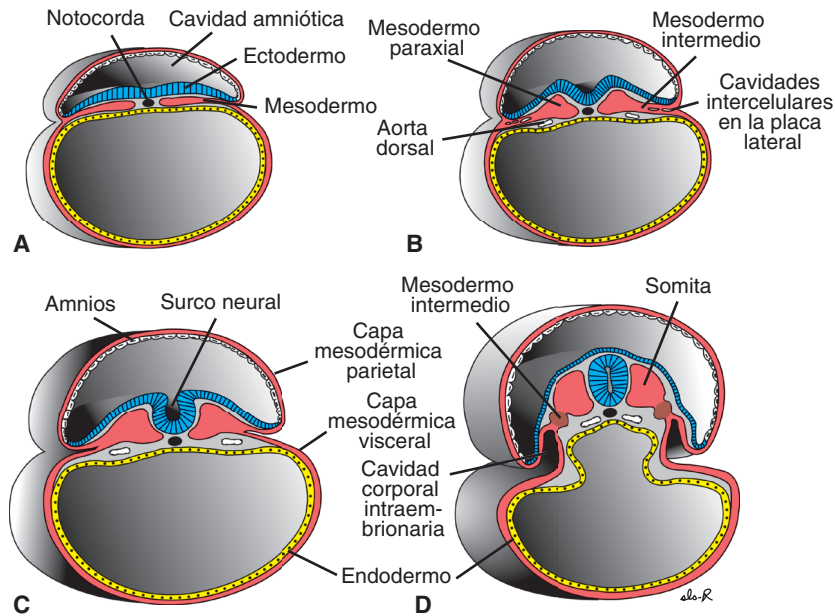 Notocorda
Cavidad amniótica
Ectodermo
Mesodermo
A
Mesodermo
paraxial
Mesodermo
intermedio
Cavidades
intercelulares
en la placa
lateral
Aorta
dorsal
B
Amnios
Surco neural
Capa
mesodérmica
parietal
Capa
mesodérmica
visceral
Endodermo
C
Mesodermo
intermedio
Somita
Cavidad
corporal
intraem-
brionaria
D
sls-R